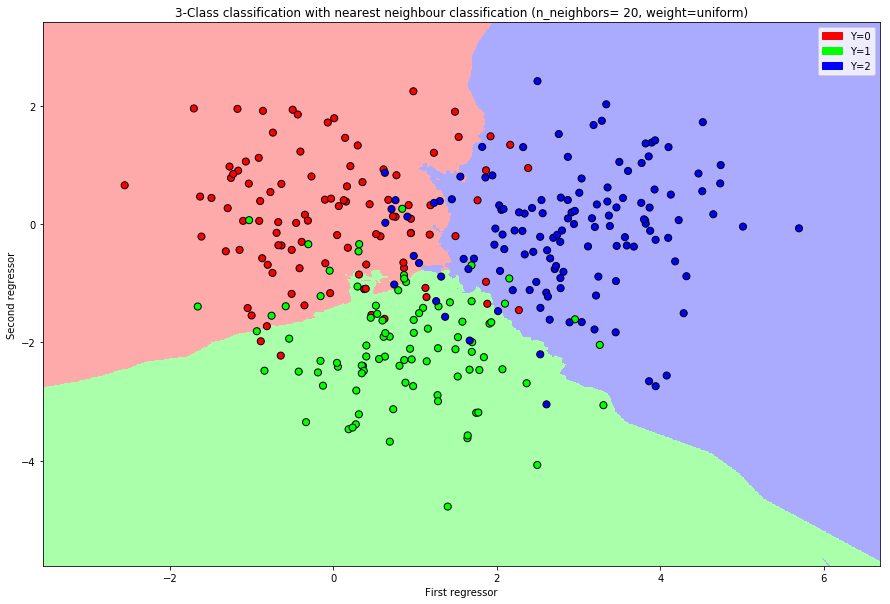 3-Class classification with nearest neighbour classification (n_neighbors= 20, weight=uniform)
Y=0
Y=1
Y=2
2
0
−2
−4
Second regressor
−2
0
2
4
6
First regressor